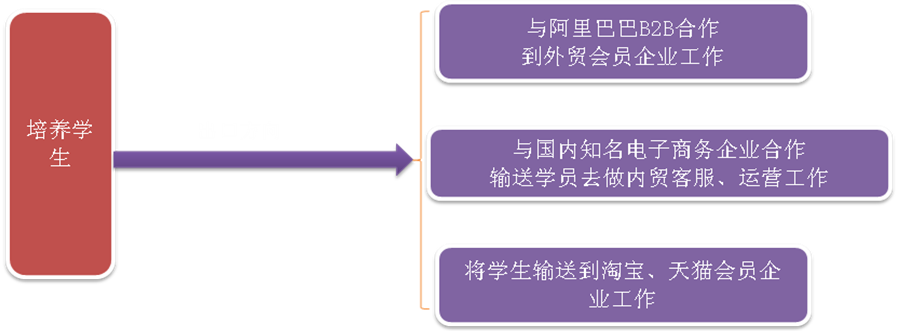 培养学
生
与阿里巴巴B2B合作
到外贸会员企业工作
与国内知名电子商务企业合作
输送学员去做内贸客服、运营工作
将学生输送到淘宝、天猫会员企
业工作